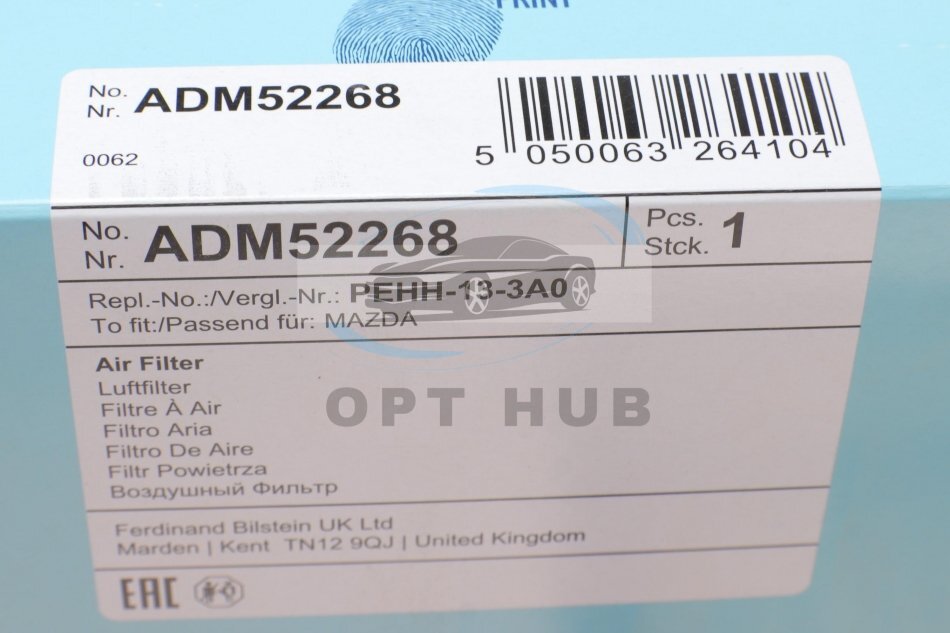 PRINT
No.
Nr. ADM52268
0062
5 050063 264104
No.
Nr. ADM52268
Pcs.
Stck. 1
Repl.-No.:/Vergl.-Nr.: PEHH-13-3A0
To fit:/Passend für: MAZDA
Air Filter
Luftfilter
Filtre À Air
Filtro Aria
Filtro De Aire
Filtr Powietrza
Воздушный Фильтр
OPT HUB
Ferdinand Bilstein UK Ltd
Marden | Kent TN12 9QJ | United Kingdom
EAC